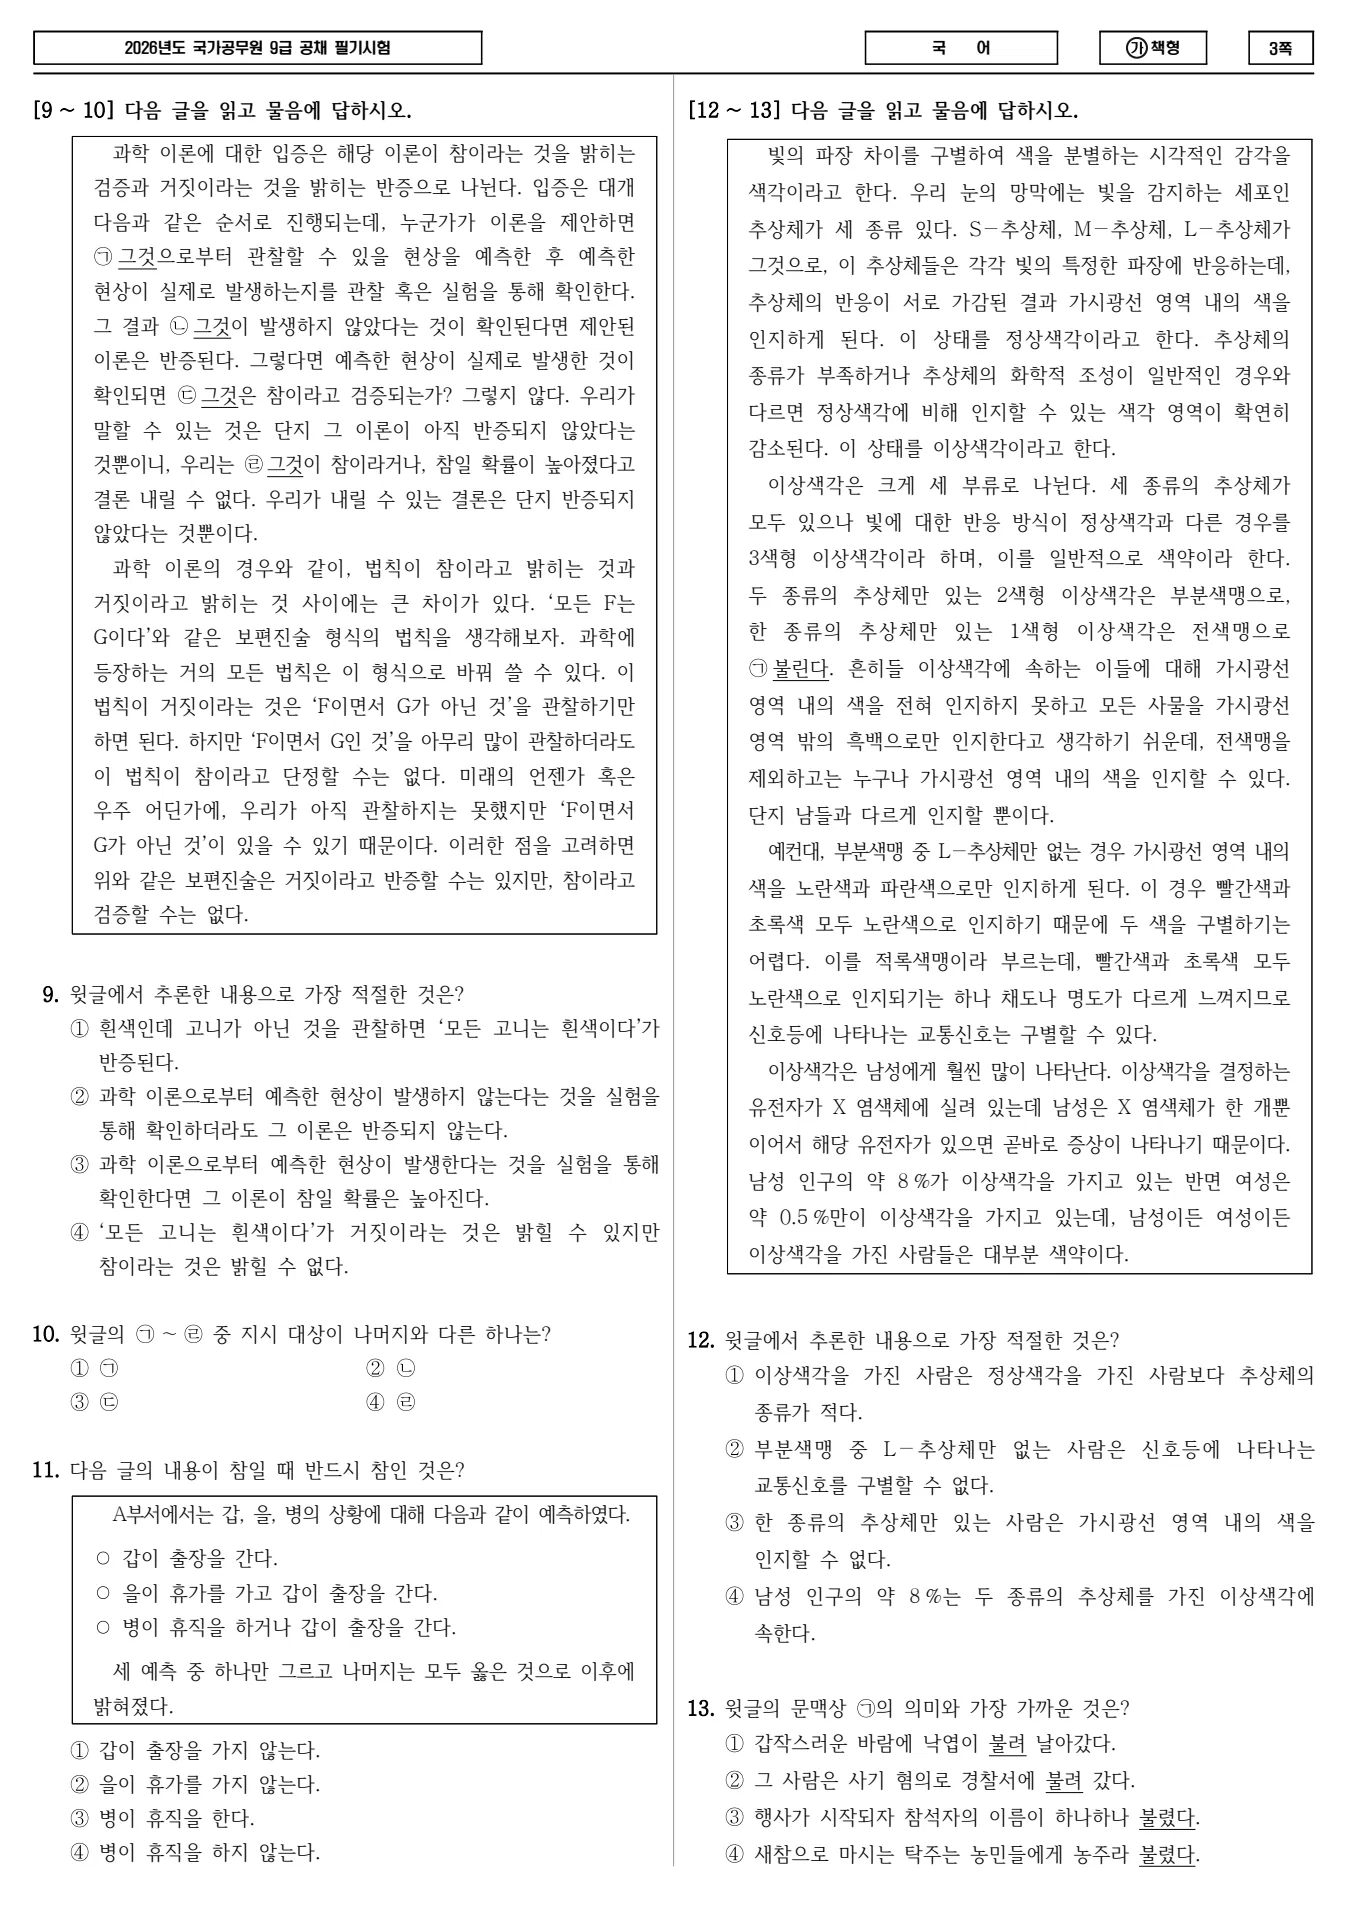 2026년도 국가공무원 9급 공채 필기시험
국 어
㉮책형
3쪽
[9 ~ 10] 다음 글을 읽고 물음에 답하시오.
과학 이론에 대한 입증은 해당 이론이 참이라는 것을 밝히는
검증과 거짓이라는 것을 밝히는 반증으로 나뉜다. 입증은 대개
다음과 같은 순서로 진행되는데, 누군가가 이론을 제안하면
㉠그것으로부터 관찰할 수 있을 현상을 예측한 후 예측한
현상이 실제로 발생하는지를 관찰 혹은 실험을 통해 확인한다.
그 결과 ㉡그것이 발생하지 않았다는 것이 확인된다면 제안된
이론은 반증된다. 그렇다면 예측한 현상이 실제로 발생한 것이
확인되면 ㉢그것은 참이라고 검증되는가? 그렇지 않다. 우리가
말할 수 있는 것은 단지 그 이론이 아직 반증되지 않았다는
것뿐이니, 우리는 ㉣그것이 참이라거나, 참일 확률이 높아졌다고
결론 내릴 수 없다. 우리가 내릴 수 있는 결론은 단지 반증되지
않았다는 것뿐이다.
과학 이론의 경우와 같이, 법칙이 참이라고 밝히는 것과
거짓이라고 밝히는 것 사이에는 큰 차이가 있다. ‘모든 F는
G이다’와 같은 보편진술 형식의 법칙을 생각해보자. 과학에
등장하는 거의 모든 법칙은 이 형식으로 바꿔 쓸 수 있다. 이
법칙이 거짓이라는 것은 ‘F이면서 G가 아닌 것’을 관찰하기만
하면 된다. 하지만 ‘F이면서 G인 것’을 아무리 많이 관찰하더라도
이 법칙이 참이라고 단정할 수는 없다. 미래의 언젠가 혹은
우주 어딘가에, 우리가 아직 관찰하지는 못했지만 ‘F이면서
G가 아닌 것’이 있을 수 있기 때문이다. 이러한 점을 고려하면
위와 같은 보편진술은 거짓이라고 반증할 수는 있지만, 참이라고
검증할 수는 없다.
9. 윗글에서 추론한 내용으로 가장 적절한 것은?
① 흰색인데 고니가 아닌 것을 관찰하면 ‘모든 고니는 흰색이다’가
반증된다.
② 과학 이론으로부터 예측한 현상이 발생하지 않는다는 것을 실험을
통해 확인하더라도 그 이론은 반증되지 않는다.
③ 과학 이론으로부터 예측한 현상이 발생한다는 것을 실험을 통해
확인한다면 그 이론이 참일 확률은 높아진다.
④ ‘모든 고니는 흰색이다’가 거짓이라는 것은 밝힐 수 있지만
참이라는 것은 밝힐 수 없다.
10. 윗글의 ㉠ ~ ㉣ 중 지시 대상이 나머지와 다른 하나는?
① ㉠ ② ㉡
③ ㉢ ④ ㉣
11. 다음 글의 내용이 참일 때 반드시 참인 것은?
A부서에서는 갑, 을, 병의 상황에 대해 다음과 같이 예측하였다.
○ 갑이 출장을 간다.
○ 을이 휴가를 가고 갑이 출장을 간다.
○ 병이 휴직을 하거나 갑이 출장을 간다.
세 예측 중 하나만 그르고 나머지는 모두 옳은 것으로 이후에
밝혀졌다.
① 갑이 출장을 가지 않는다.
② 을이 휴가를 가지 않는다.
③ 병이 휴직을 한다.
④ 병이 휴직을 하지 않는다.
[12 ~ 13] 다음 글을 읽고 물음에 답하시오.
빛의 파장 차이를 구별하여 색을 분별하는 시각적인 감각을
색각이라고 한다. 우리 눈의 망막에는 빛을 감지하는 세포인
추상체가 세 종류 있다. S-추상체, M-추상체, L-추상체가
그것으로, 이 추상체들은 각각 빛의 특정한 파장에 반응하는데,
추상체의 반응이 서로 가감된 결과 가시광선 영역 내의 색을
인지하게 된다. 이 상태를 정상색각이라고 한다. 추상체의
종류가 부족하거나 추상체의 화학적 조성이 일반적인 경우와
다르면 정상색각에 비해 인지할 수 있는 색각 영역이 확연히
감소된다. 이 상태를 이상색각이라고 한다.
이상색각은 크게 세 부류로 나뉜다. 세 종류의 추상체가
모두 있으나 빛에 대한 반응 방식이 정상색각과 다른 경우를
3색형 이상색각이라 하며, 이를 일반적으로 색약이라 한다.
두 종류의 추상체만 있는 2색형 이상색각은 부분색맹으로,
한 종류의 추상체만 있는 1색형 이상색각은 전색맹으로
㉠불린다. 흔히들 이상색각에 속하는 이들에 대해 가시광선
영역 내의 색을 전혀 인지하지 못하고 모든 사물을 가시광선
영역 밖의 흑백으로만 인지한다고 생각하기 쉬운데, 전색맹을
제외하고는 누구나 가시광선 영역 내의 색을 인지할 수 있다.
단지 남들과 다르게 인지할 뿐이다.
예컨대, 부분색맹 중 L-추상체만 없는 경우 가시광선 영역 내의
색을 노란색과 파란색으로만 인지하게 된다. 이 경우 빨간색과
초록색 모두 노란색으로 인지하기 때문에 두 색을 구별하기는
어렵다. 이를 적록색맹이라 부르는데, 빨간색과 초록색 모두
노란색으로 인지되기는 하나 채도나 명도가 다르게 느껴지므로
신호등에 나타나는 교통신호는 구별할 수 있다.
이상색각은 남성에게 훨씬 많이 나타난다. 이상색각을 결정하는
유전자가 X 염색체에 실려 있는데 남성은 X 염색체가 한 개뿐
이어서 해당 유전자가 있으면 곧바로 증상이 나타나기 때문이다.
남성 인구의 약 8%가 이상색각을 가지고 있는 반면 여성은
약 0.5%만이 이상색각을 가지고 있는데, 남성이든 여성이든
이상색각을 가진 사람들은 대부분 색약이다.
12. 윗글에서 추론한 내용으로 가장 적절한 것은?
① 이상색각을 가진 사람은 정상색각을 가진 사람보다 추상체의
종류가 적다.
② 부분색맹 중 L-추상체만 없는 사람은 신호등에 나타나는
교통신호를 구별할 수 없다.
③ 한 종류의 추상체만 있는 사람은 가시광선 영역 내의 색을
인지할 수 없다.
④ 남성 인구의 약 8%는 두 종류의 추상체를 가진 이상색각에
속한다.
13. 윗글의 문맥상 ㉠의 의미와 가장 가까운 것은?
① 갑작스러운 바람에 낙엽이 불려 날아갔다.
② 그 사람은 사기 혐의로 경찰서에 불려 갔다.
③ 행사가 시작되자 참석자의 이름이 하나하나 불렸다.
④ 새참으로 마시는 탁주는 농민들에게 농주라 불렸다.